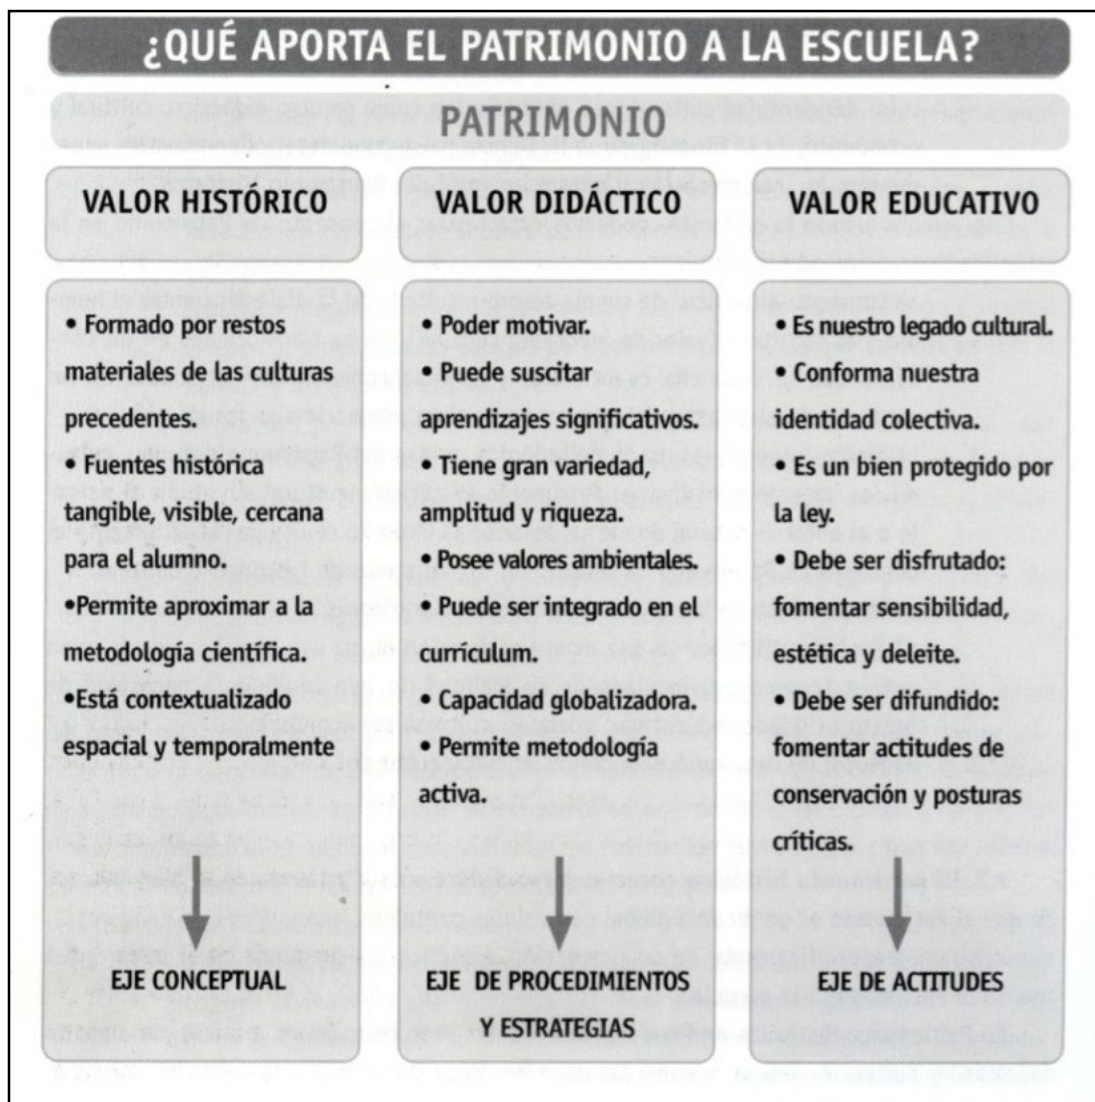 ¿QUÉ APORTA EL PATRIMONIO A LA ESCUELA?
PATRIMONIO
VALOR HISTÓRICO
• Formado por restos
materiales de las culturas
precedentes.
• Fuentes histórica
tangible, visible, cercana
para el alumno.
•Permite aproximar a la
metodología científica.
•Está contextualizado
espacial y temporalmente
EJE CONCEPTUAL
VALOR DIDÁCTICO
• Poder motivar.
• Puede suscitar
aprendizajes significativos.
• Tiene gran variedad,
amplitud y riqueza.
• Posee valores ambientales.
• Puede ser integrado en el
curriculum.
• Capacidad globalizadora.
• Permite metodología
activa.
EJE DE PROCEDIMIENTOS
Y ESTRATEGIAS
VALOR EDUCATIVO
• Es nuestro legado cultural.
• Conforma nuestra
identidad colectiva.
• Es un bien protegido por
la ley.
• Debe ser disfrutado:
fomentar sensibilidad,
estética y deleite.
• Debe ser difundido:
fomentar actitudes de
conservación y posturas
críticas.
EJE DE ACTITUDES